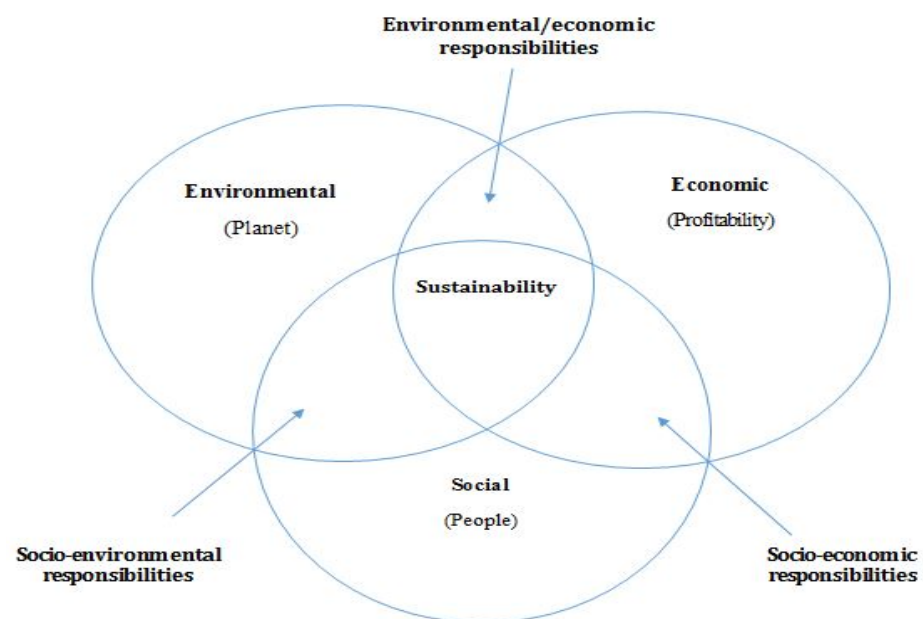 Environmental/economic
responsibilities
Environmental
(Planet)
Economic
(Profitability)
Sustainability
Social
(People)
Socio-environmental
responsibilities
Socio-economic
responsibilities